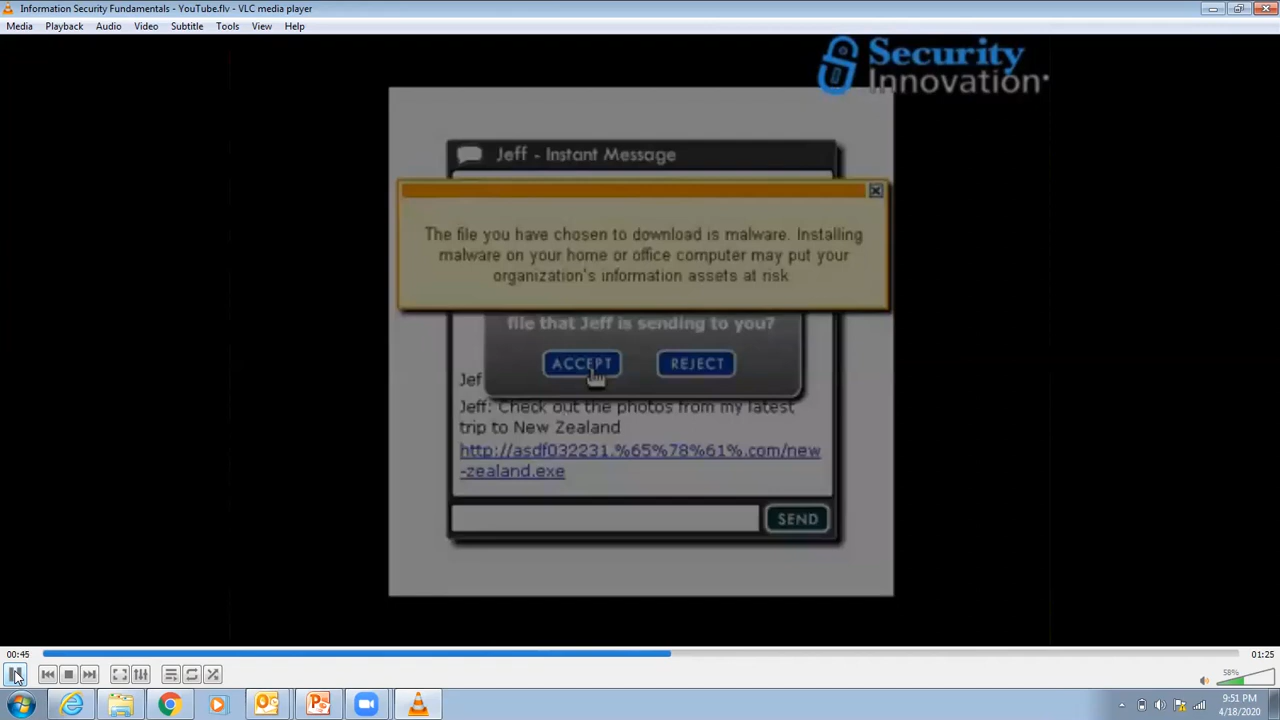 Information Security Fundamentals - YouTube.flv - VLC media player
Media Playback Audio Video Subtitle Tools View Help
Security
Innovation
Jeff - Instant Message
The file you have chosen to download is malware. Installing
malware on your home or office computer may put your
organization's information assets at risk
file that Jeff is sending to you?
ACCEPT REJECT
Jef
Jeff: Check out the photos from my latest
trip to New Zealand
http://asdf032231.%65%78%61%.com/new
-zealand.exe
SEND
00:45 01:25
58%
9:51 PM
4/18/2020